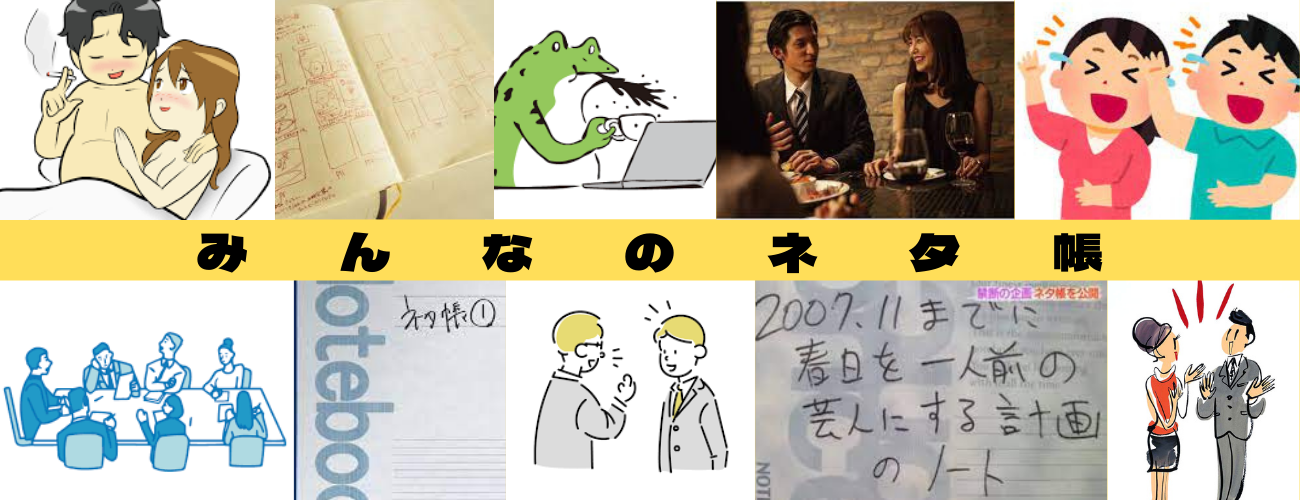 みんなのネタ帳
Notebook
ネタ帳①
禁断の企画 ネタ帳を公開
2007.11までに
春日を一人前の
芸人にする計画
のノート